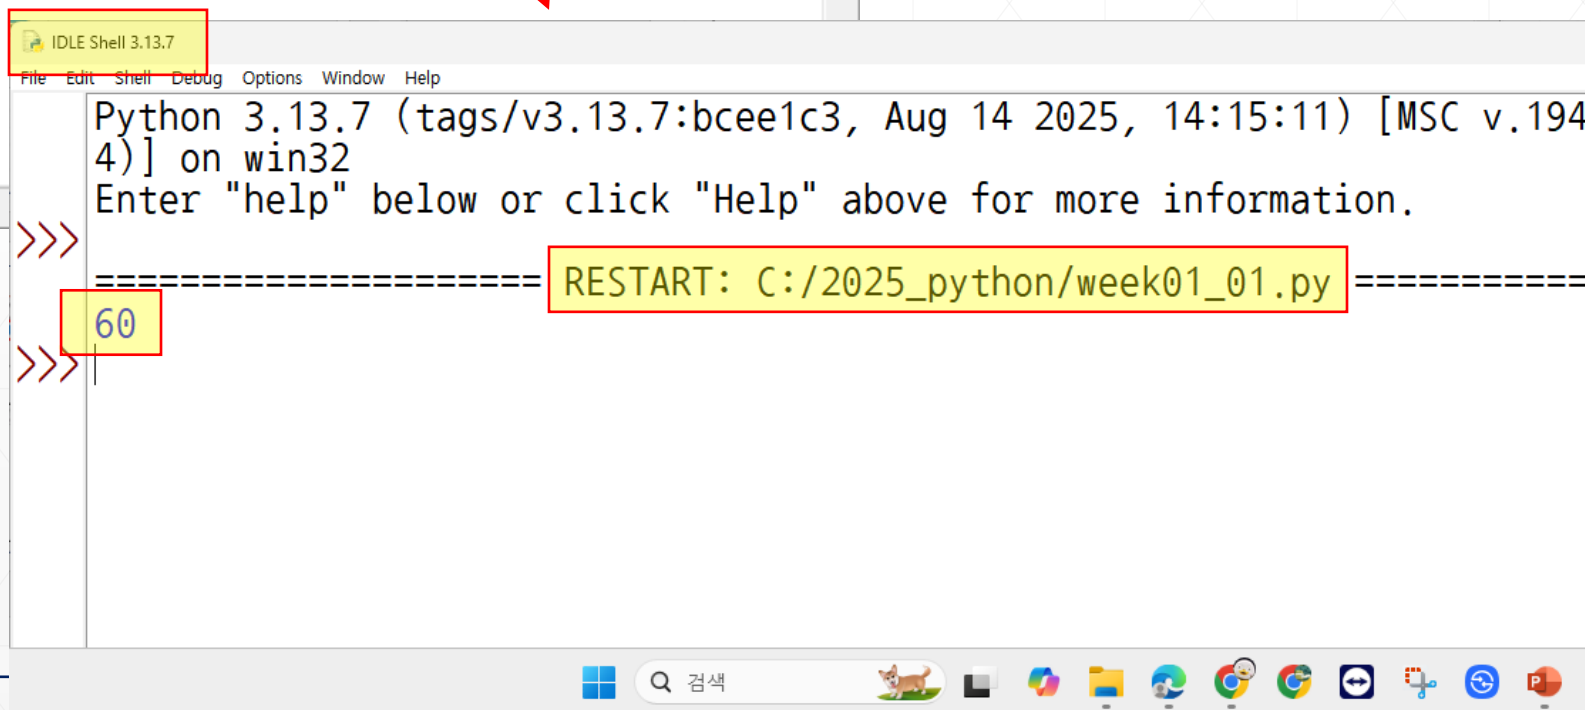 IDLE Shell 3.13.7
File Edit Shell Debug Options Window Help
Python 3.13.7 (tags/v3.13.7:bcee1c3, Aug 14 2025, 14:15:11) [MSC v.194
4)] on win32
Enter "help" below or click "Help" above for more information.
>>>
===================== RESTART: C:/2025_python/week01_01.py ===========
60
>>>
검색